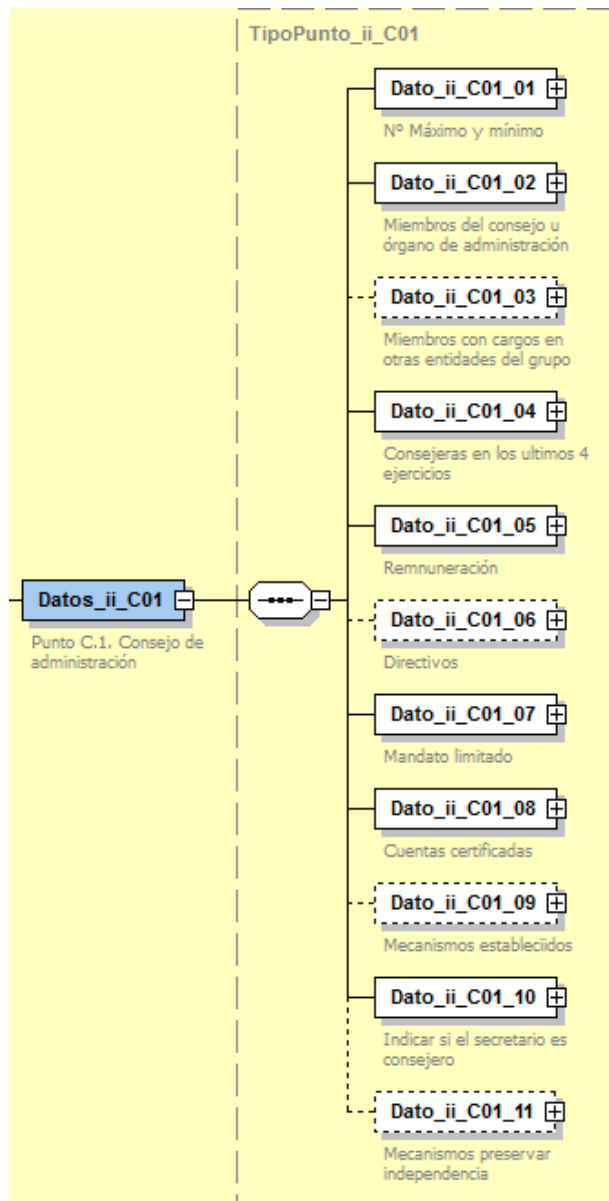 TipoPunto_ii_C01
Dato_ii_C01_01
Nº Máximo y mínimo
Dato_ii_C01_02
Miembros del consejo u
órgano de administración
Dato_ii_C01_03
Miembros con cargos en
otras entidades del grupo
Dato_ii_C01_04
Consejeras en los ultimos 4
ejercicios
Dato_ii_C01_05
Remnuneración
Datos_ii_C01
Punto C.1. Consejo de
administración
Dato_ii_C01_06
Directivos
Dato_ii_C01_07
Mandato limitado
Dato_ii_C01_08
Cuentas certificadas
Dato_ii_C01_09
Mecanismos estableciidos
Dato_ii_C01_10
Indicar si el secretario es
consejero
Dato_ii_C01_11
Mecanismos preservar
independencia